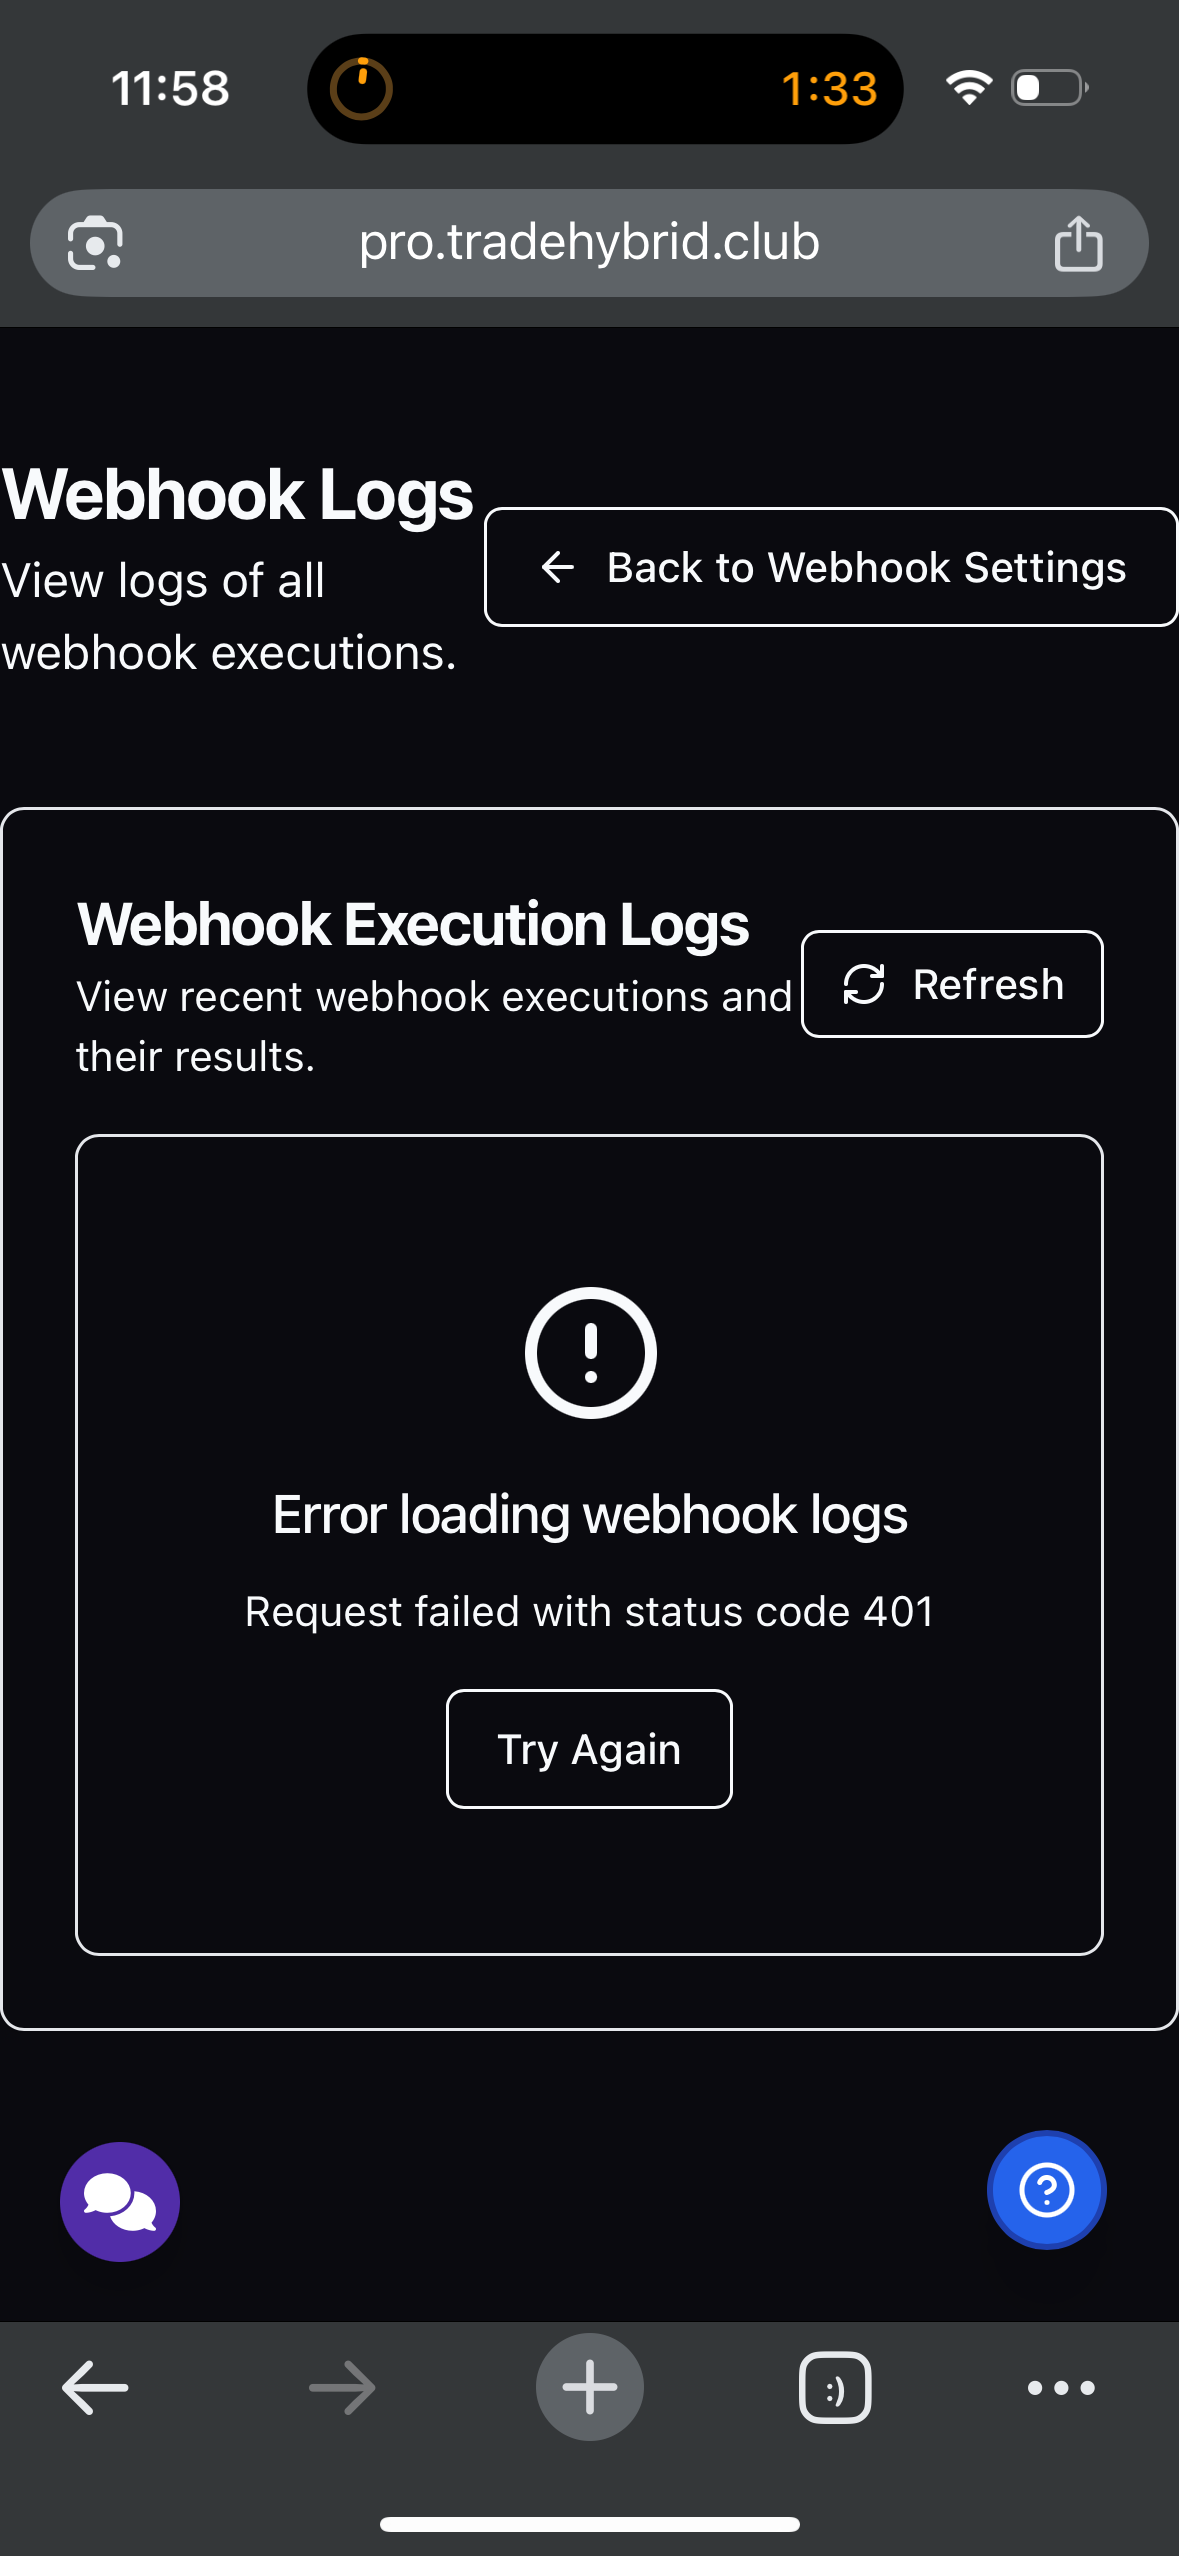 11:58
1:33
pro.tradehybrid.club
Webhook Logs
View logs of all
webhook executions.
Back to Webhook Settings
Webhook Execution Logs
View recent webhook executions and
their results.
Refresh
Error loading webhook logs
Request failed with status code 401
Try Again
:)